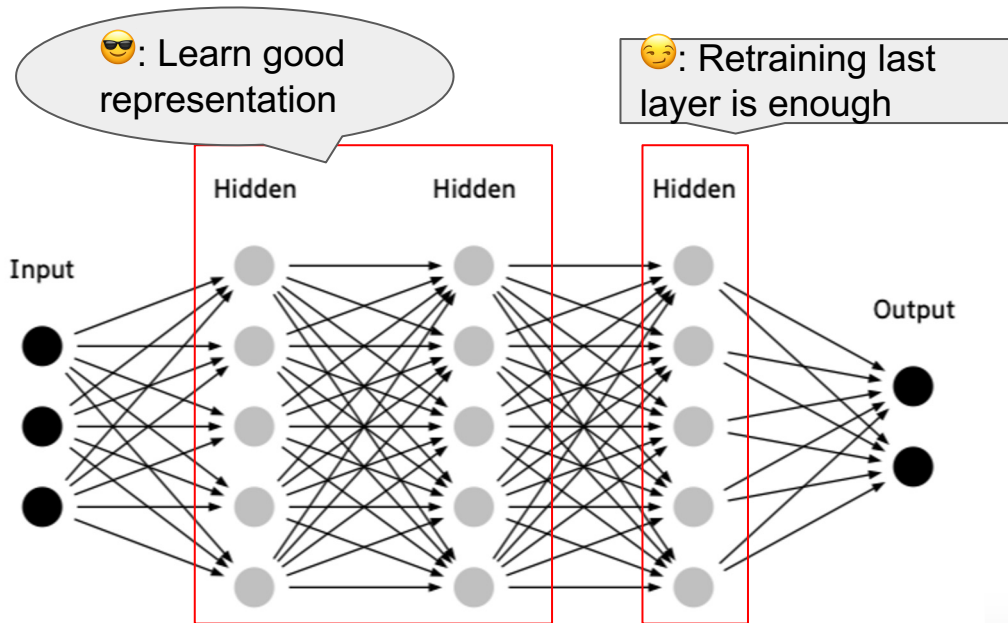 😎: Learn good
representation
😏: Retraining last
layer is enough
Hidden
Hidden
Hidden
Input
Output